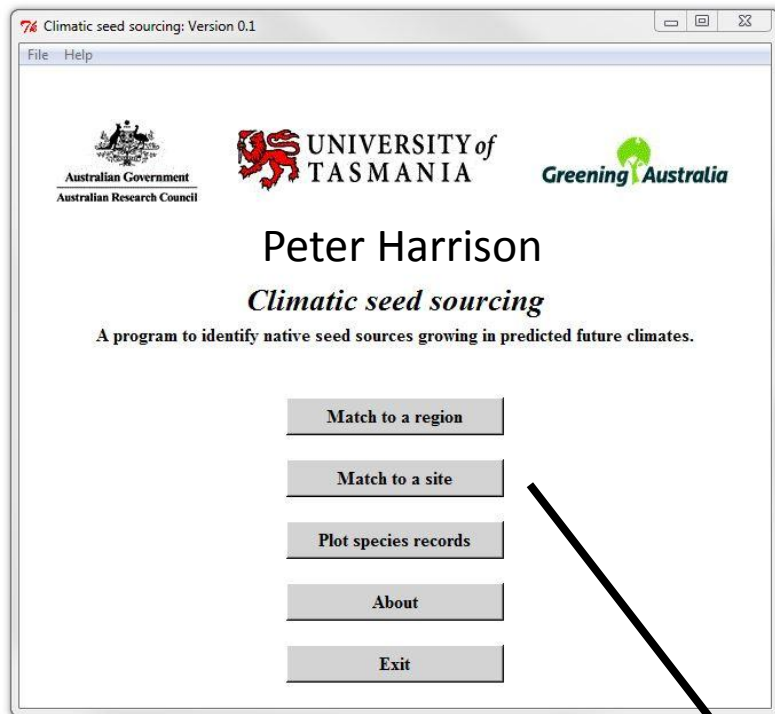 Climatic seed sourcing: Version 0.1
File Help
Australian Government
Australian Research Council
UNIVERSITY of
TASMANIA
Greening Australia
Peter Harrison
Climatic seed sourcing
A program to identify native seed sources growing in predicted future climates.
Match to a region
Match to a site
Plot species records
About
Exit